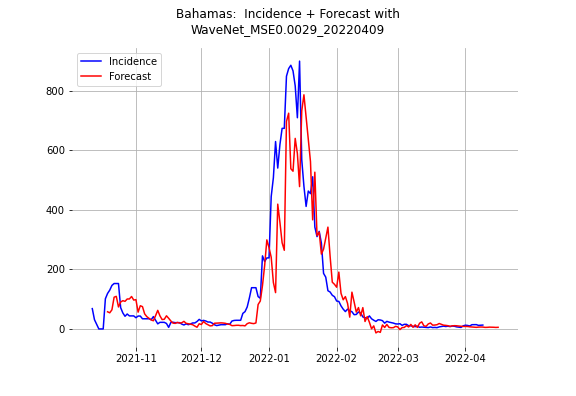 Bahamas:  Incidence + Forecast with
WaveNet_MSE0.0029_20220409
Incidence
Forecast
800
600
400
200
0
2021-11
2021-12
2022-01
2022-02
2022-03
2022-04